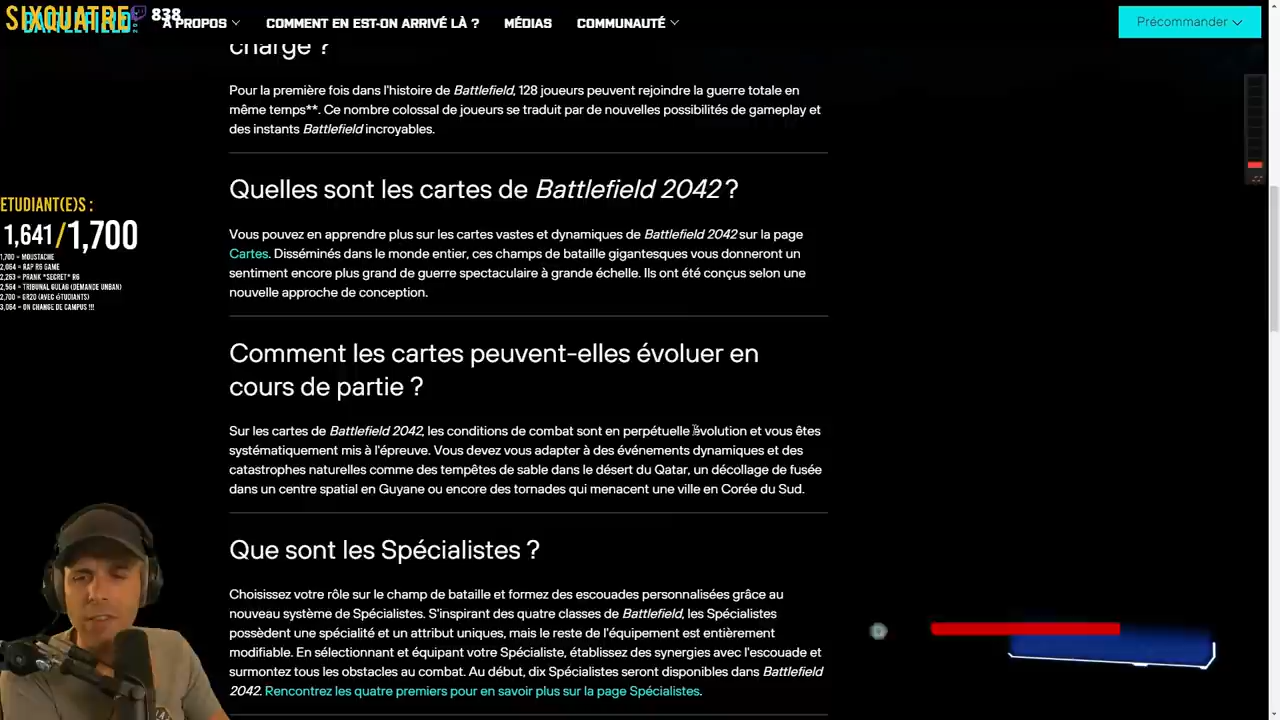 SIXQUATRE
838
BATTLEFIELD
À PROPOS
COMMENT EN EST-ON ARRIVÉ LÀ ?
MÉDIAS
COMMUNAUTÉ
Précommander
charge ?
Pour la première fois dans l'histoire de Battlefield, 128 joueurs peuvent rejoindre la guerre totale en
même temps**. Ce nombre colossal de joueurs se traduit par de nouvelles possibilités de gameplay et
des instants Battlefield incroyables.
Quelles sont les cartes de Battlefield 2042 ?
Vous pouvez en apprendre plus sur les cartes vastes et dynamiques de Battlefield 2042 sur la page
Cartes. Disséminés dans le monde entier, ces champs de bataille gigantesques vous donneront un
sentiment encore plus grand de guerre spectaculaire à grande échelle. Ils ont été conçus selon une
nouvelle approche de conception.
ETUDIANT(E)S :
1,641/1,700
1,700 = MOUSTACHE
2,064 = RAP R6 GAME
2,263 = PRANK *SECRET* R6
2,564 = TRIBUNAL GULAG (DEMANDE UNBAN)
2,700 = GR20 (AVEC ÉTUDIANTS)
3,064 = ON CHANGE DE CAMPUS !!!
Comment les cartes peuvent-elles évoluer en
cours de partie ?
Sur les cartes de Battlefield 2042, les conditions de combat sont en perpétuelle évolution et vous êtes
systématiquement mis à l'épreuve. Vous devez vous adapter à des événements dynamiques et des
catastrophes naturelles comme des tempêtes de sable dans le désert du Qatar, un décollage de fusée
dans un centre spatial en Guyane ou encore des tornades qui menacent une ville en Corée du Sud.
Que sont les Spécialistes ?
Choisissez votre rôle sur le champ de bataille et formez des escouades personnalisées grâce au
nouveau système de Spécialistes. S'inspirant des quatre classes de Battlefield, les Spécialistes
possèdent une spécialité et un attribut uniques, mais le reste de l'équipement est entièrement
modifiable. En sélectionnant et équipant votre Spécialiste, établissez des synergies avec l'escouade et
surmontez tous les obstacles au combat. Au début, dix Spécialistes seront disponibles dans Battlefield
2042. Rencontrez les quatre premiers pour en savoir plus sur la page Spécialistes.